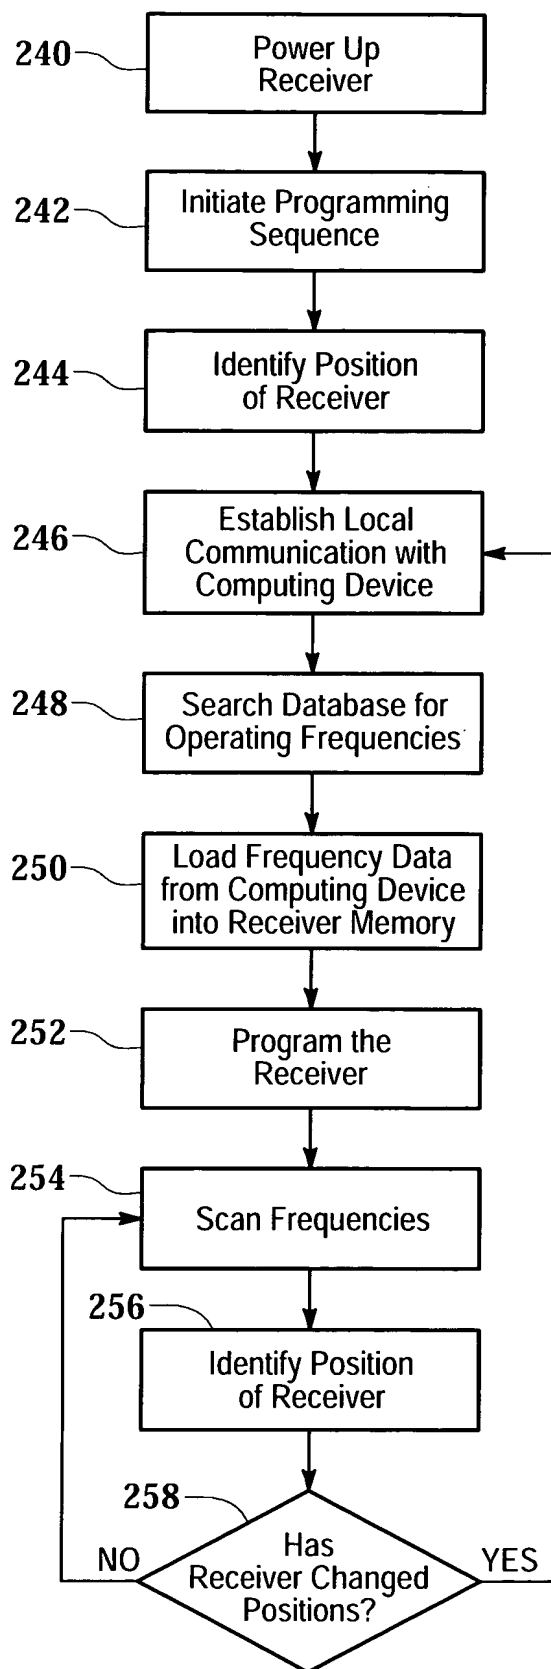 240
Power Up
Receiver
242
Initiate Programming
Sequence
244
Identify Position
of Receiver
246
Establish Local
Communication with
Computing Device
248
Search Database for
Operating Frequencies
250
Load Frequency Data
from Computing Device
into Receiver Memory
252
Program the
Receiver
254
Scan Frequencies
256
Identify Position
of Receiver
258
Has
Receiver Changed
Positions?
NO
YES